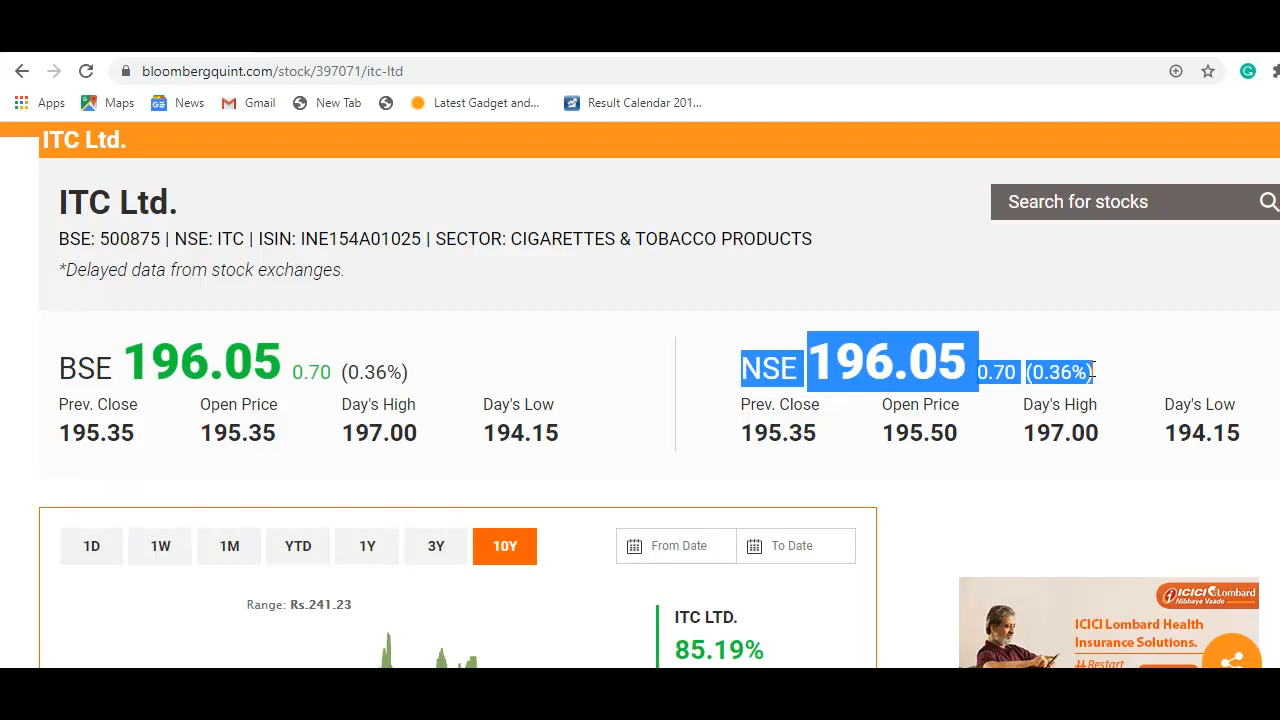 bloombergquint.com/stock/397071/itc-ltd
Apps Maps News Gmail New Tab Latest Gadget and... Result Calendar 201...
ITC Ltd.
ITC Ltd.
Search for stocks
BSE: 500875 | NSE: ITC | ISIN: INE154A01025 | SECTOR: CIGARETTES & TOBACCO PRODUCTS
*Delayed data from stock exchanges.
BSE 196.05 0.70 (0.36%)
Prev. Close Open Price Day's High Day's Low
195.35 195.35 197.00 194.15
NSE 196.05 0.70 (0.36%)
Prev. Close Open Price Day's High Day's Low
195.35 195.50 197.00 194.15
1D 1W 1M YTD 1Y 3Y 10Y
From Date To Date
Range: Rs.241.23
ITC LTD.
85.19%
ICICI Lombard
Nibhaye Vaade
ICICI Lombard Health
Insurance Solutions.
#Restart